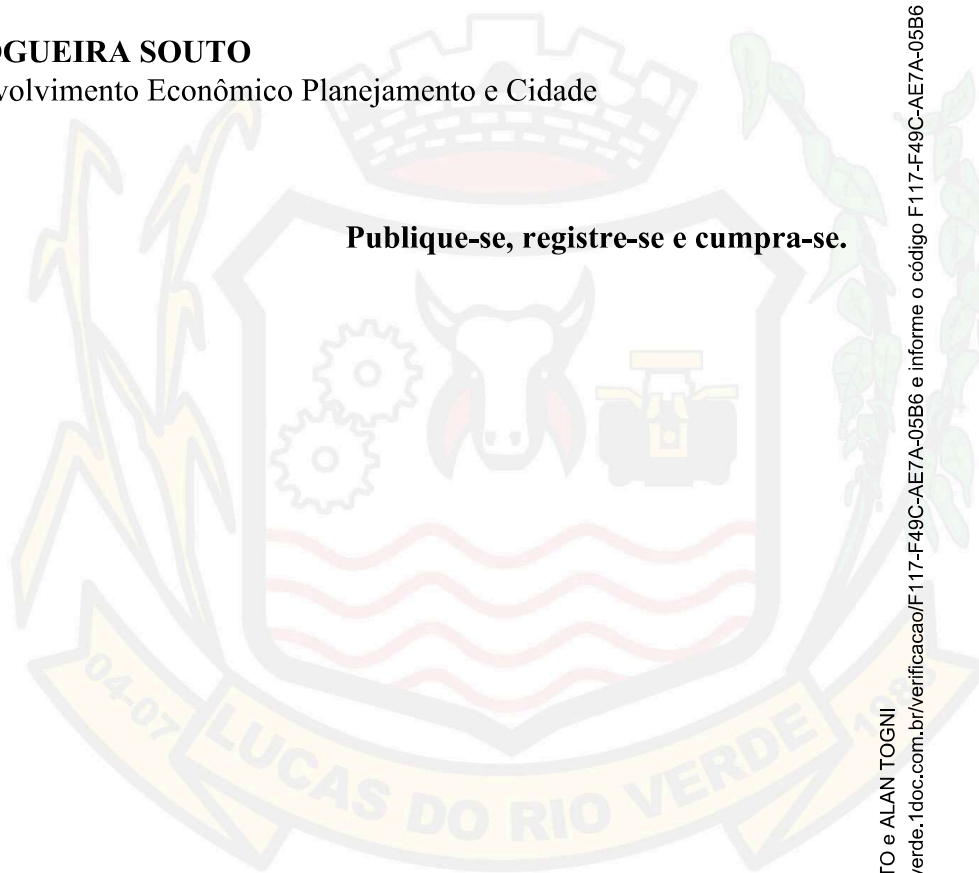 OGUEIRA SOUTO
volvimento Econômico Planejamento e Cidade
Publique-se, registre-se e cumpra-se.
04-07
LUCAS DO RIO VERDE
1988
TO e ALAN TOGNI
verde.1doc.com.br/verificacao/F117-F49C-AE7A-05B6 e informe o código F117-F49C-AE7A-05B6